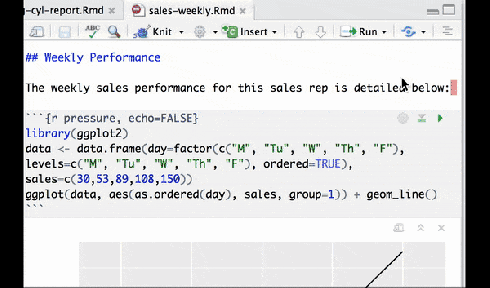 -cyl-report.Rmd
sales-weekly.Rmd
ABC Knit Insert Run
## Weekly Performance
The weekly sales performance for this sales rep is detailed below:
```{r pressure, echo=FALSE}
library(ggplot2)
data <- data.frame(day=factor(c("M", "Tu", "W", "Th", "F"),
levels=c("M", "Tu", "W", "Th", "F"), ordered=TRUE),
sales=c(30,53,89,108,150))
ggplot(data, aes(as.ordered(day), sales, group=1)) + geom_line()
```